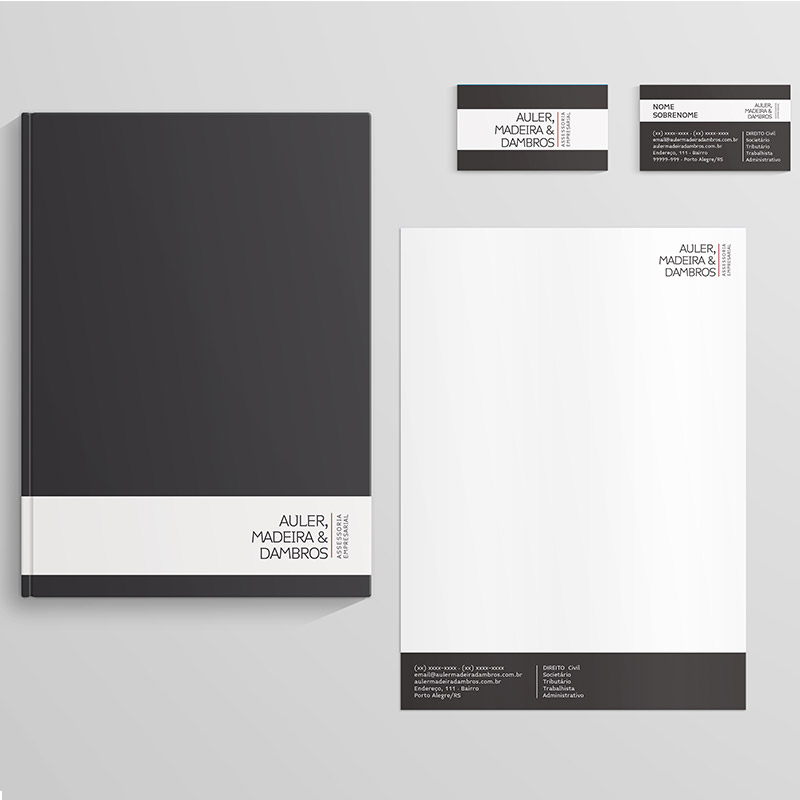 AULER,
MADEIRA &
DAMBROS
ASSESSORIA
EMPRESARIAL
NOME
SOBRENOME
AULER,
MADEIRA &
DAMBROS
(xx) xxxx-xxxx - (xx) xxxx-xxxx
email@aulermadeiradambros.com.br
aulermadeiradambros.com.br
Endereço, 111 - Bairro
99999-999 - Porto Alegre/RS
DIREITO Civil
Societário
Tributário
Trabalhista
Administrativo
AULER,
MADEIRA &
DAMBROS
ASSESSORIA
EMPRESARIAL
AULER,
MADEIRA &
DAMBROS
ASSESSORIA
EMPRESARIAL
(xx) xxxx-xxxx - (xx) xxxx-xxxx
email@aulermadeiradambros.com.br
aulermadeiradambros.com.br
Endereço, 111 - Bairro
Porto Alegre/RS
DIREITO Civil
Societário
Tributário
Trabalhista
Administrativo